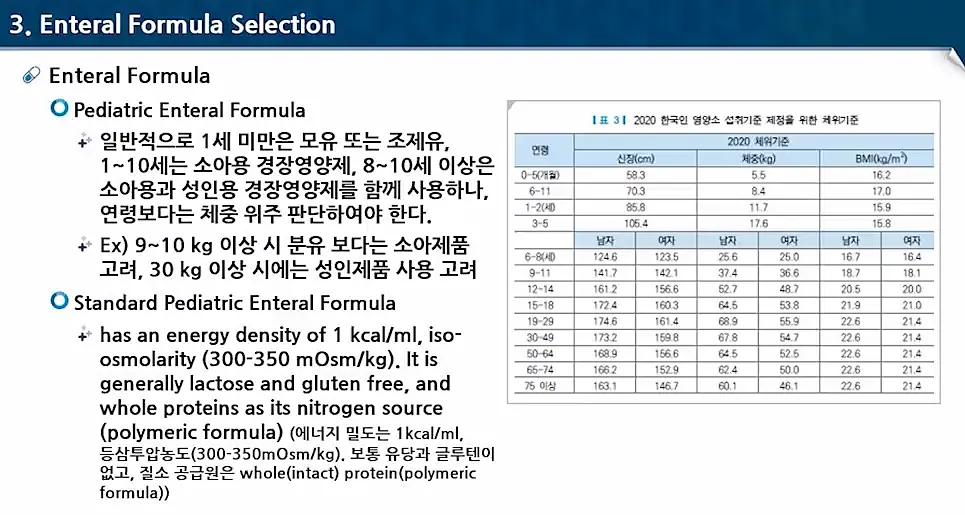 3. Enteral Formula Selection
Enteral Formula
Pediatric Enteral Formula
일반적으로 1세 미만은 모유 또는 조제유,
1~10세는 소아용 경장영양제, 8~10세 이상은
소아용과 성인용 경장영양제를 함께 사용하나,
연령보다는 체중 위주 판단하여야 한다.
Ex) 9~10 kg 이상 시 분유 보다는 소아제품
고려, 30 kg 이상 시에는 성인제품 사용 고려
Standard Pediatric Enteral Formula
has an energy density of 1 kcal/ml, iso-
osmolarity (300-350 mOsm/kg). It is
generally lactose and gluten free, and
whole proteins as its nitrogen source
(polymeric formula) (에너지 밀도는 1kcal/ml,
등삼투압농도(300-350mOsm/kg). 보통 유당과 글루텐이
없고, 질소 공급원은 whole(intact) protein(polymeric
formula))
| 표 3 | 2020 한국인 영양소 섭취기준 제정을 위한 체위기준
연령 2020 체위기준
신장(cm) 체중(kg) BMI(kg/m²)
0-5(개월) 58.3 5.5 16.2
6-11 70.3 8.4 17.0
1-2(세) 85.8 11.7 15.9
3-5 105.4 17.6 15.8
남자 여자 남자 여자 남자 여자
6-8(세) 124.6 123.5 25.6 25.0 16.7 16.4
9-11 141.7 142.1 37.4 36.6 18.7 18.1
12-14 161.2 156.6 52.7 48.7 20.5 20.0
15-18 172.4 160.3 64.5 53.8 21.9 21.0
19-29 174.6 161.4 68.9 55.9 22.6 21.4
30-49 173.2 159.8 67.8 54.7 22.6 21.4
50-64 168.9 156.6 64.5 52.5 22.6 21.4
65-74 166.2 152.9 62.4 50.0 22.6 21.4
75 이상 163.1 146.7 60.1 46.1 22.6 21.4